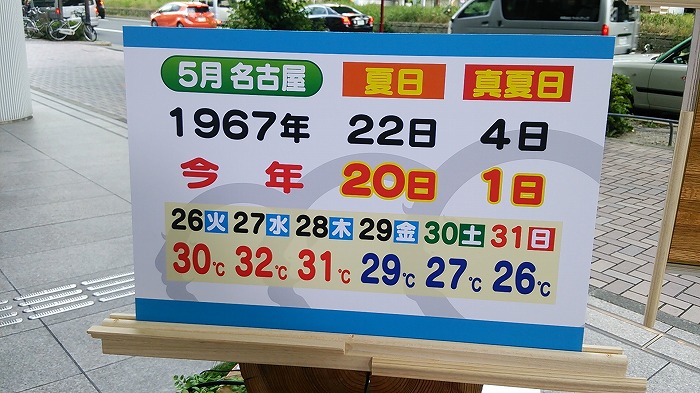 5月 名古屋 夏日 真夏日
1967年 22日 4日
今年 20日 1日
26火 27水 28木 29金 30土 31日
30℃ 32℃ 31℃ 29℃ 27℃ 26℃